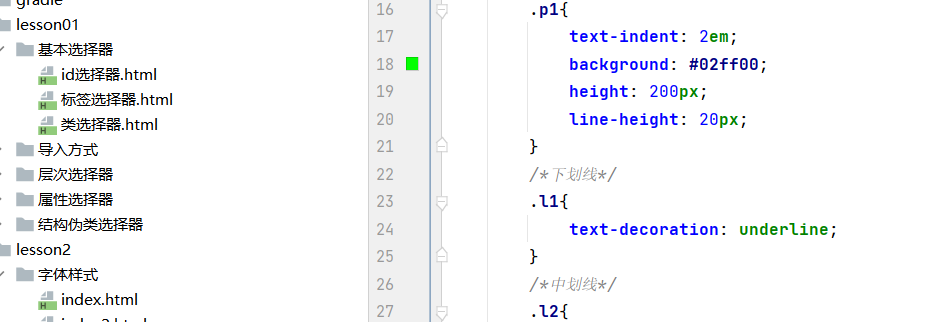 gradle
lesson01
基本选择器
id选择器.html
标签选择器.html
类选择器.html
导入方式
层次选择器
属性选择器
结构伪类选择器
lesson2
字体样式
index.html
16 .p1{
17 text-indent: 2em;
18 background: #02ff00;
19 height: 200px;
20 line-height: 20px;
21 }
22 /*下划线*/
23 .l1{
24 text-decoration: underline;
25 }
26 /*中划线*/
27 .l2{